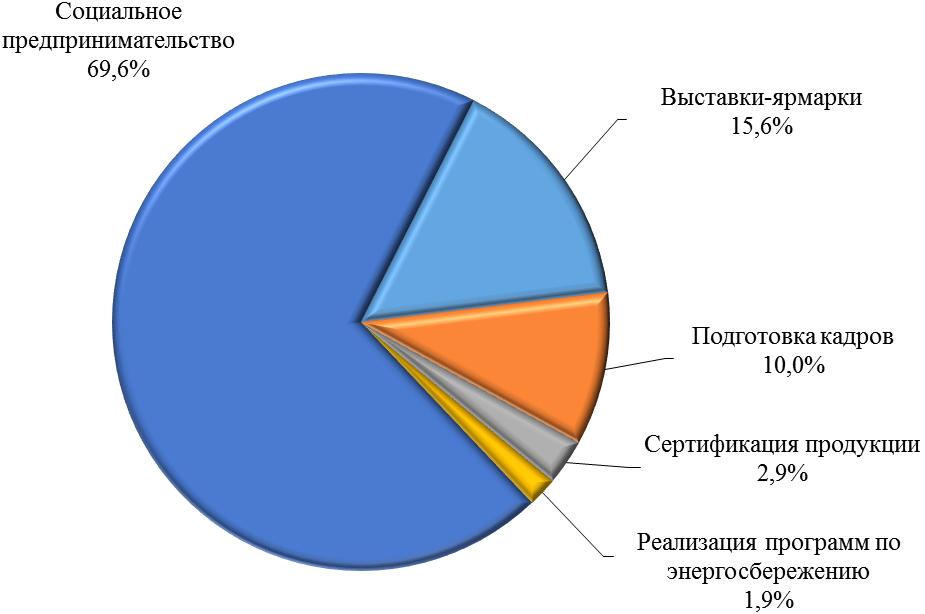 Социальное
предпринимательство
69,6%
Выставки-ярмарки
15,6%
Подготовка кадров
10,0%
Сертификация продукции
2,9%
Реализация программ по
энергосбережению
1,9%